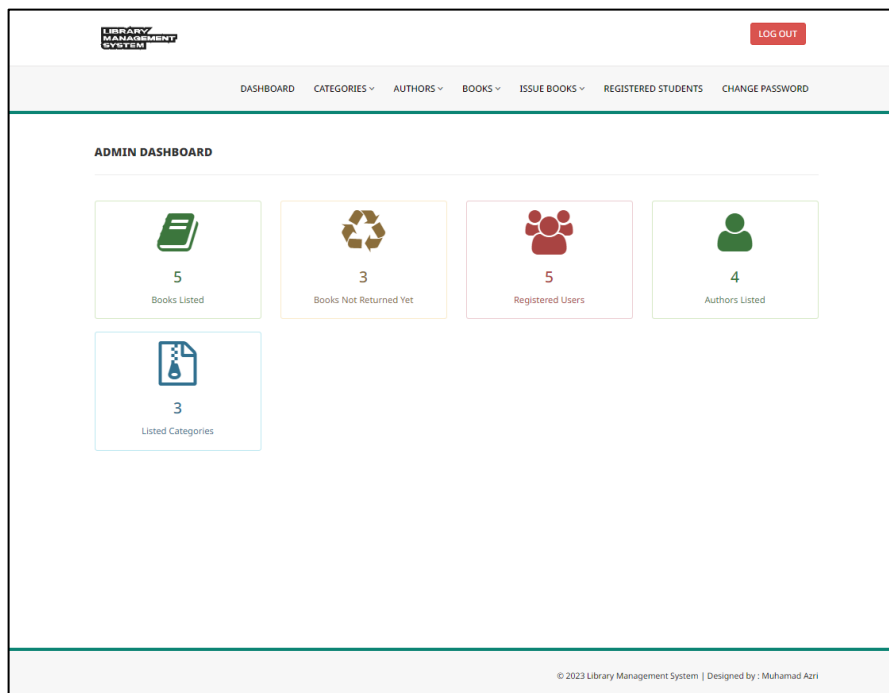 LIBRARY
MANAGEMENT
SYSTEM
LOG OUT
DASHBOARD CATEGORIES AUTHORS BOOKS ISSUE BOOKS REGISTERED STUDENTS CHANGE PASSWORD
ADMIN DASHBOARD
5
Books Listed
3
Books Not Returned Yet
5
Registered Users
4
Authors Listed
3
Listed Categories
© 2023 Library Management System | Designed by : Muhamad Azri